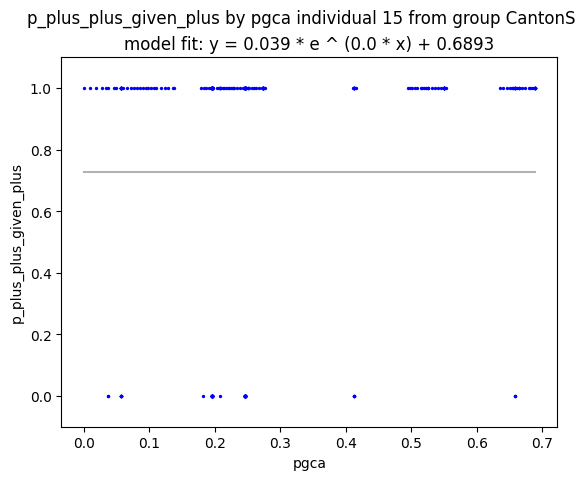 p_plus_plus_given_plus by pgca individual 15 from group CantonS
model fit: y = 0.039 * e ^ (0.0 * x) + 0.6893
1.0
0.8
0.6
0.4
0.2
0.0
p_plus_plus_given_plus
0.0 0.1 0.2 0.3 0.4 0.5 0.6 0.7
pgca